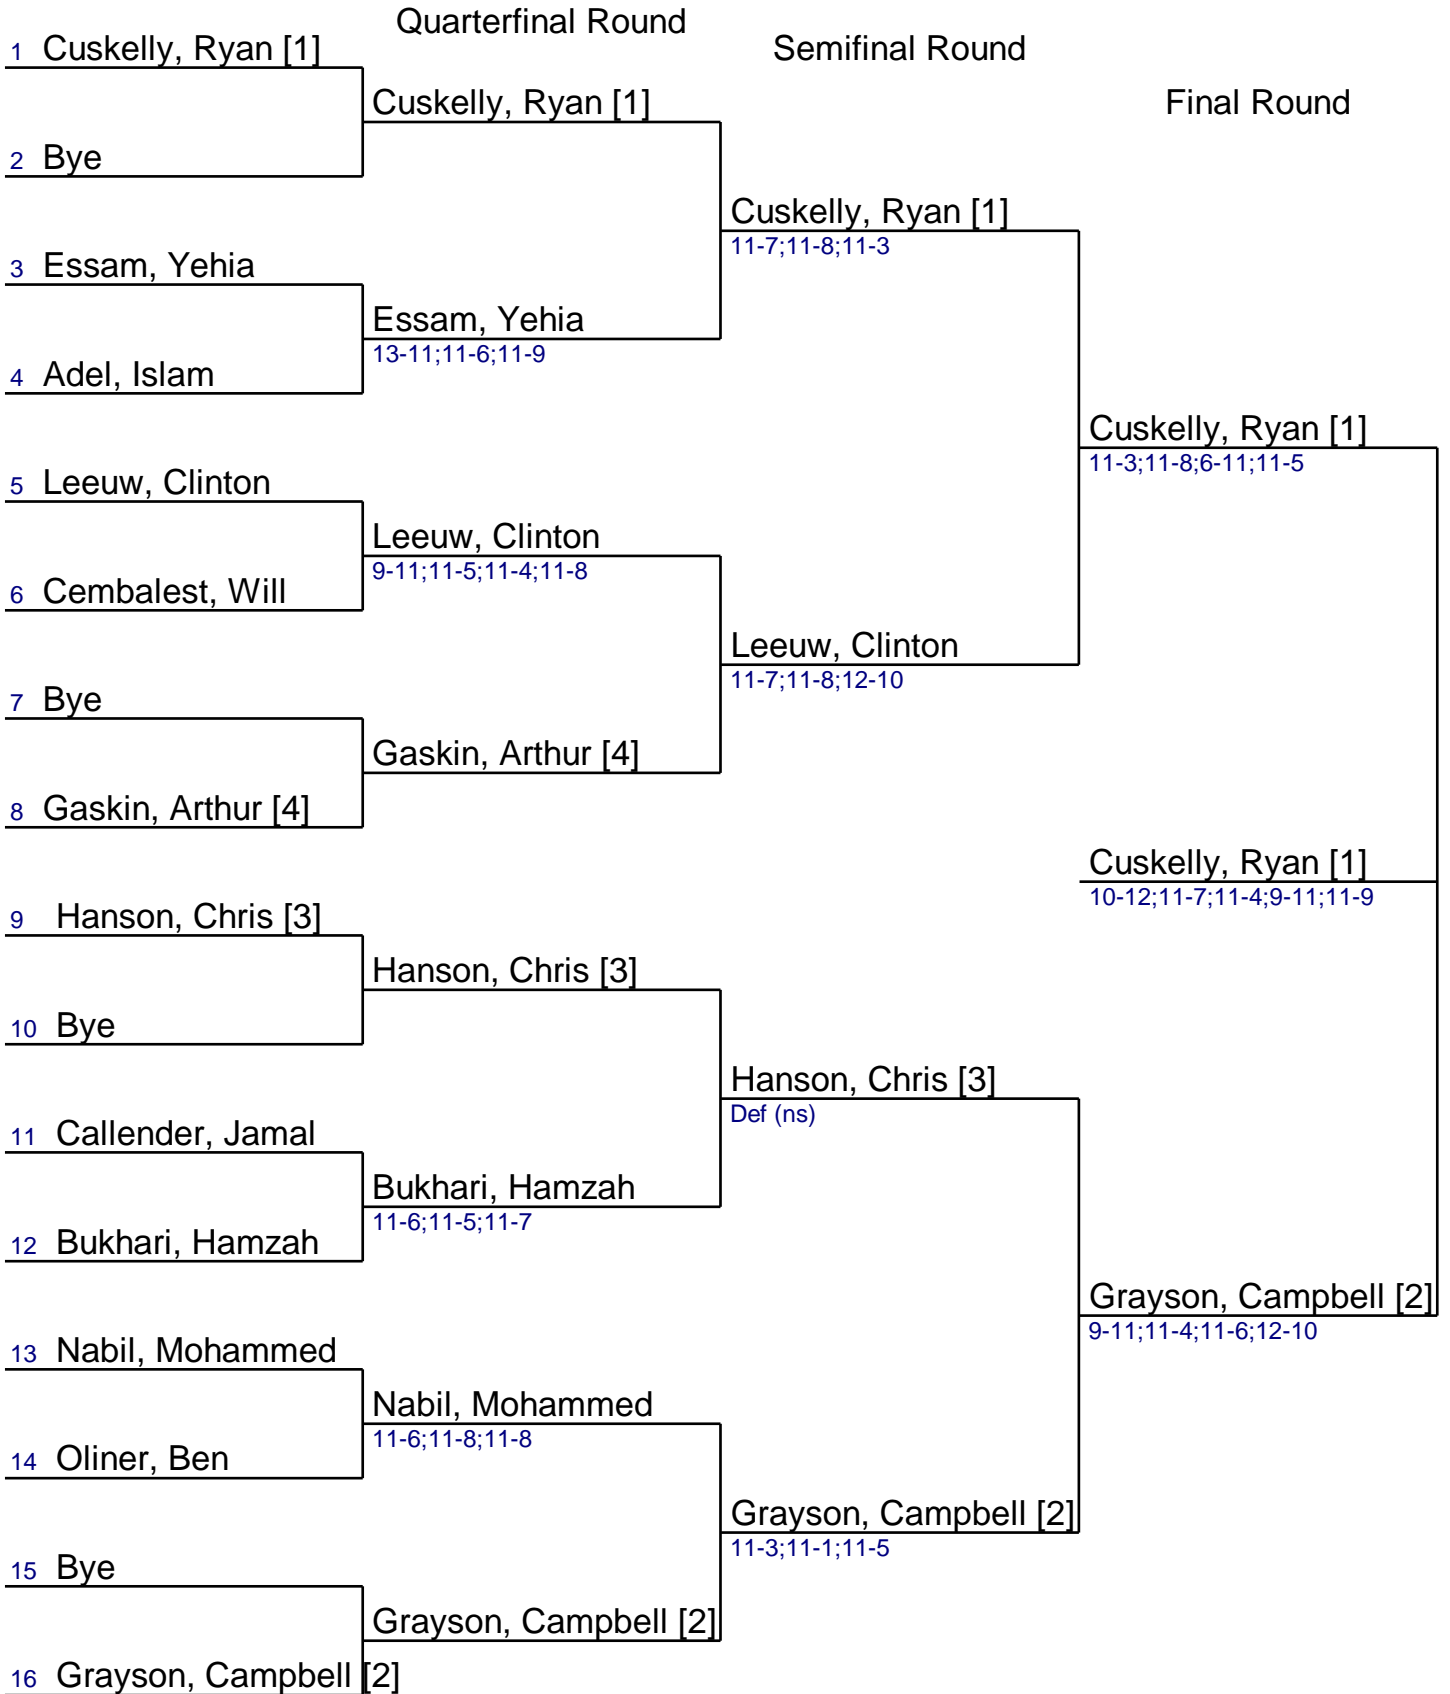 Quarterfinal Round
Semifinal Round
Final Round
1 Cuskelly, Ryan [1]
2 Bye
3 Essam, Yehia
4 Adel, Islam
5 Leeuw, Clinton
6 Cembalest, Will
7 Bye
8 Gaskin, Arthur [4]
9 Hanson, Chris [3]
10 Bye
11 Callender, Jamal
12 Bukhari, Hamzah
13 Nabil, Mohammed
14 Oliner, Ben
15 Bye
16 Grayson, Campbell [2]
Cuskelly, Ryan [1]
Essam, Yehia
13-11;11-6;11-9
Leeuw, Clinton
9-11;11-5;11-4;11-8
Gaskin, Arthur [4]
Hanson, Chris [3]
Bukhari, Hamzah
11-6;11-5;11-7
Nabil, Mohammed
11-6;11-8;11-8
Grayson, Campbell [2]
Cuskelly, Ryan [1]
11-7;11-8;11-3
Leeuw, Clinton
11-7;11-8;12-10
Hanson, Chris [3]
Def (ns)
Grayson, Campbell [2]
11-3;11-1;11-5
Cuskelly, Ryan [1]
11-3;11-8;6-11;11-5
Cuskelly, Ryan [1]
10-12;11-7;11-4;9-11;11-9
Grayson, Campbell [2]
9-11;11-4;11-6;12-10